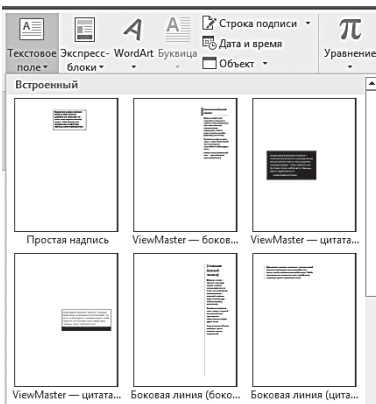 Текстовое поле
Экспресс-блоки
WordArt
Буквица
Строка подписи
Дата и время
Объект
Уравнение
Встроенный
Простая надпись
ViewMaster — боков...
ViewMaster — цитата...
ViewMaster — цитата...
Боковая линия (боко...
Боковая линия (цита...